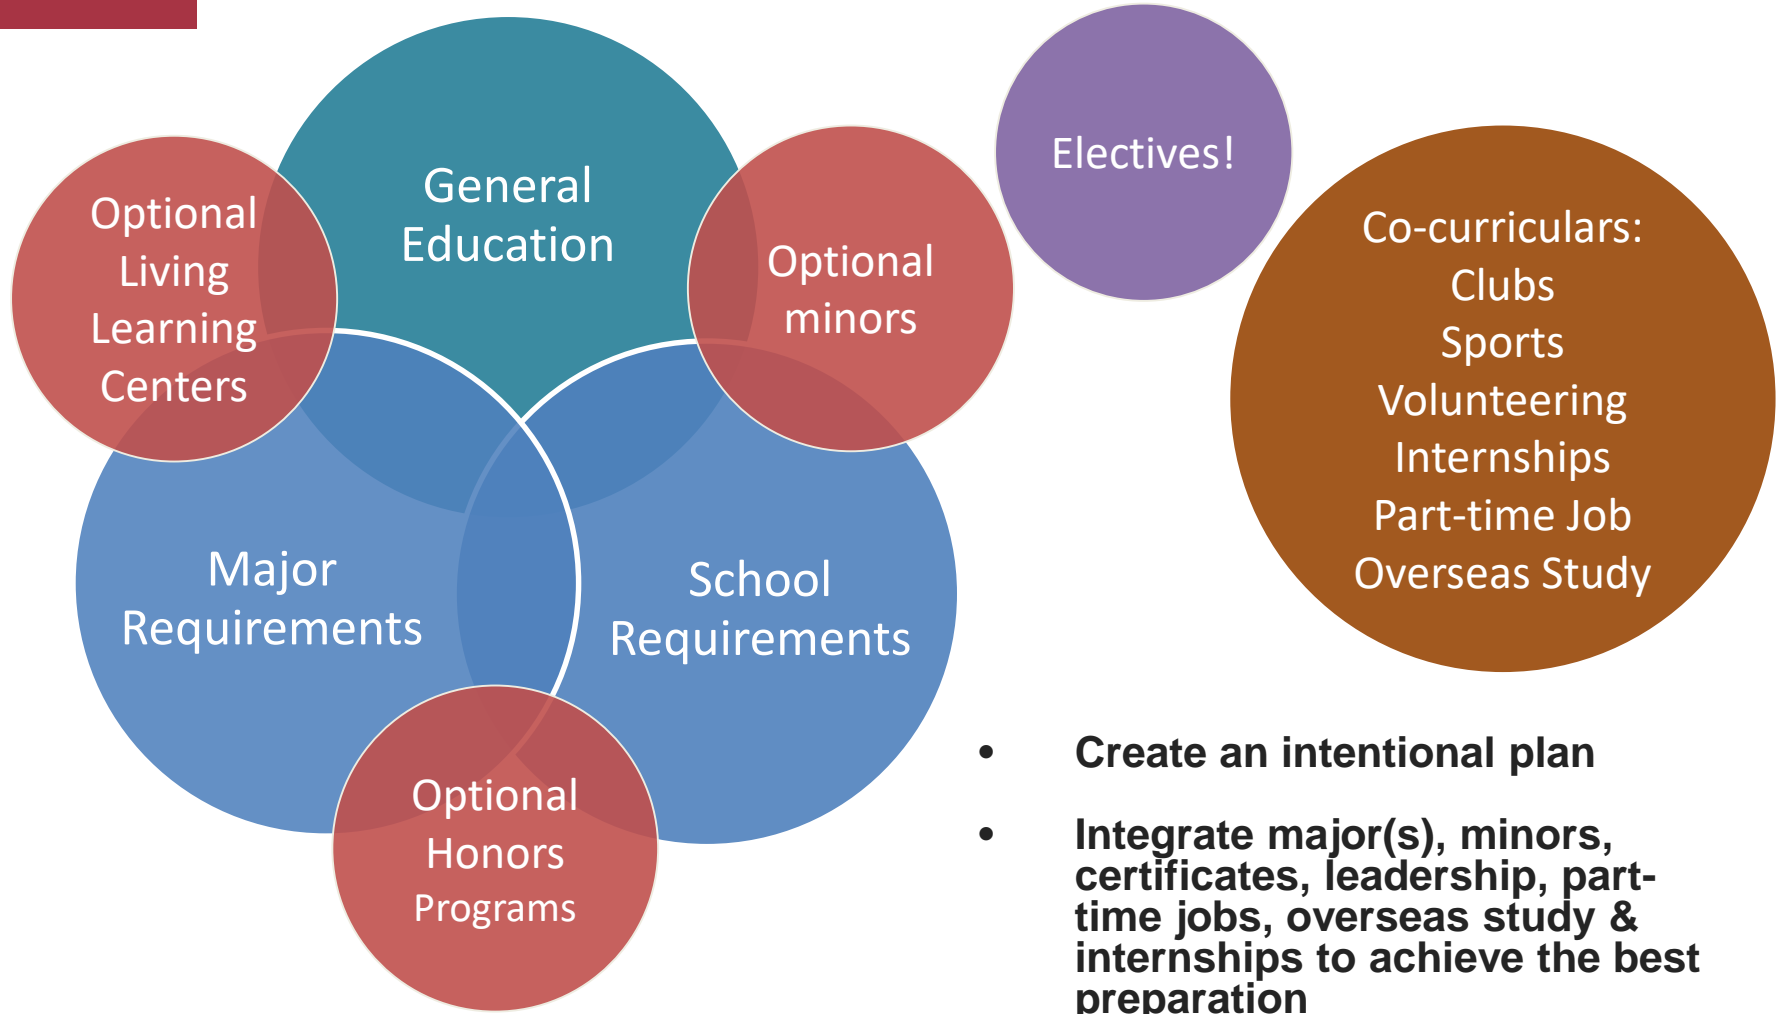 General
Education
Optional
Living
Learning
Centers
Optional
minors
Electives!
Co-curriculars:
Clubs
Sports
Volunteering
Internships
Part-time Job
Overseas Study
Major
Requirements
School
Requirements
Optional
Honors
Programs
• Create an intentional plan
• Integrate major(s), minors,
certificates, leadership, part-
time jobs, overseas study &
internships to achieve the best
preparation